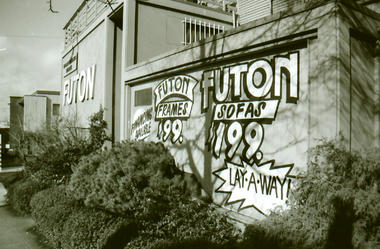 FUTON
FUTON
FRAMES
$99.
FUTON
SOFAS
$199.
LAY·A·WAY!